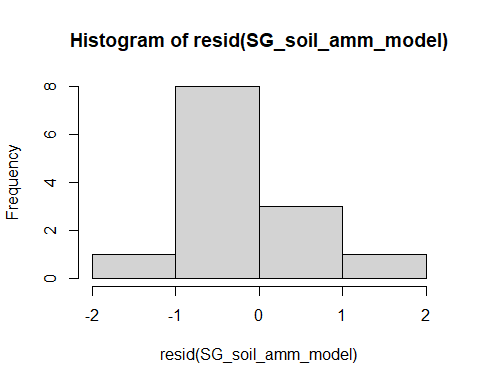 Histogram of resid(SG_soil_amm_model)
Frequency
8
6
4
2
0
-2 -1 0 1 2
resid(SG_soil_amm_model)